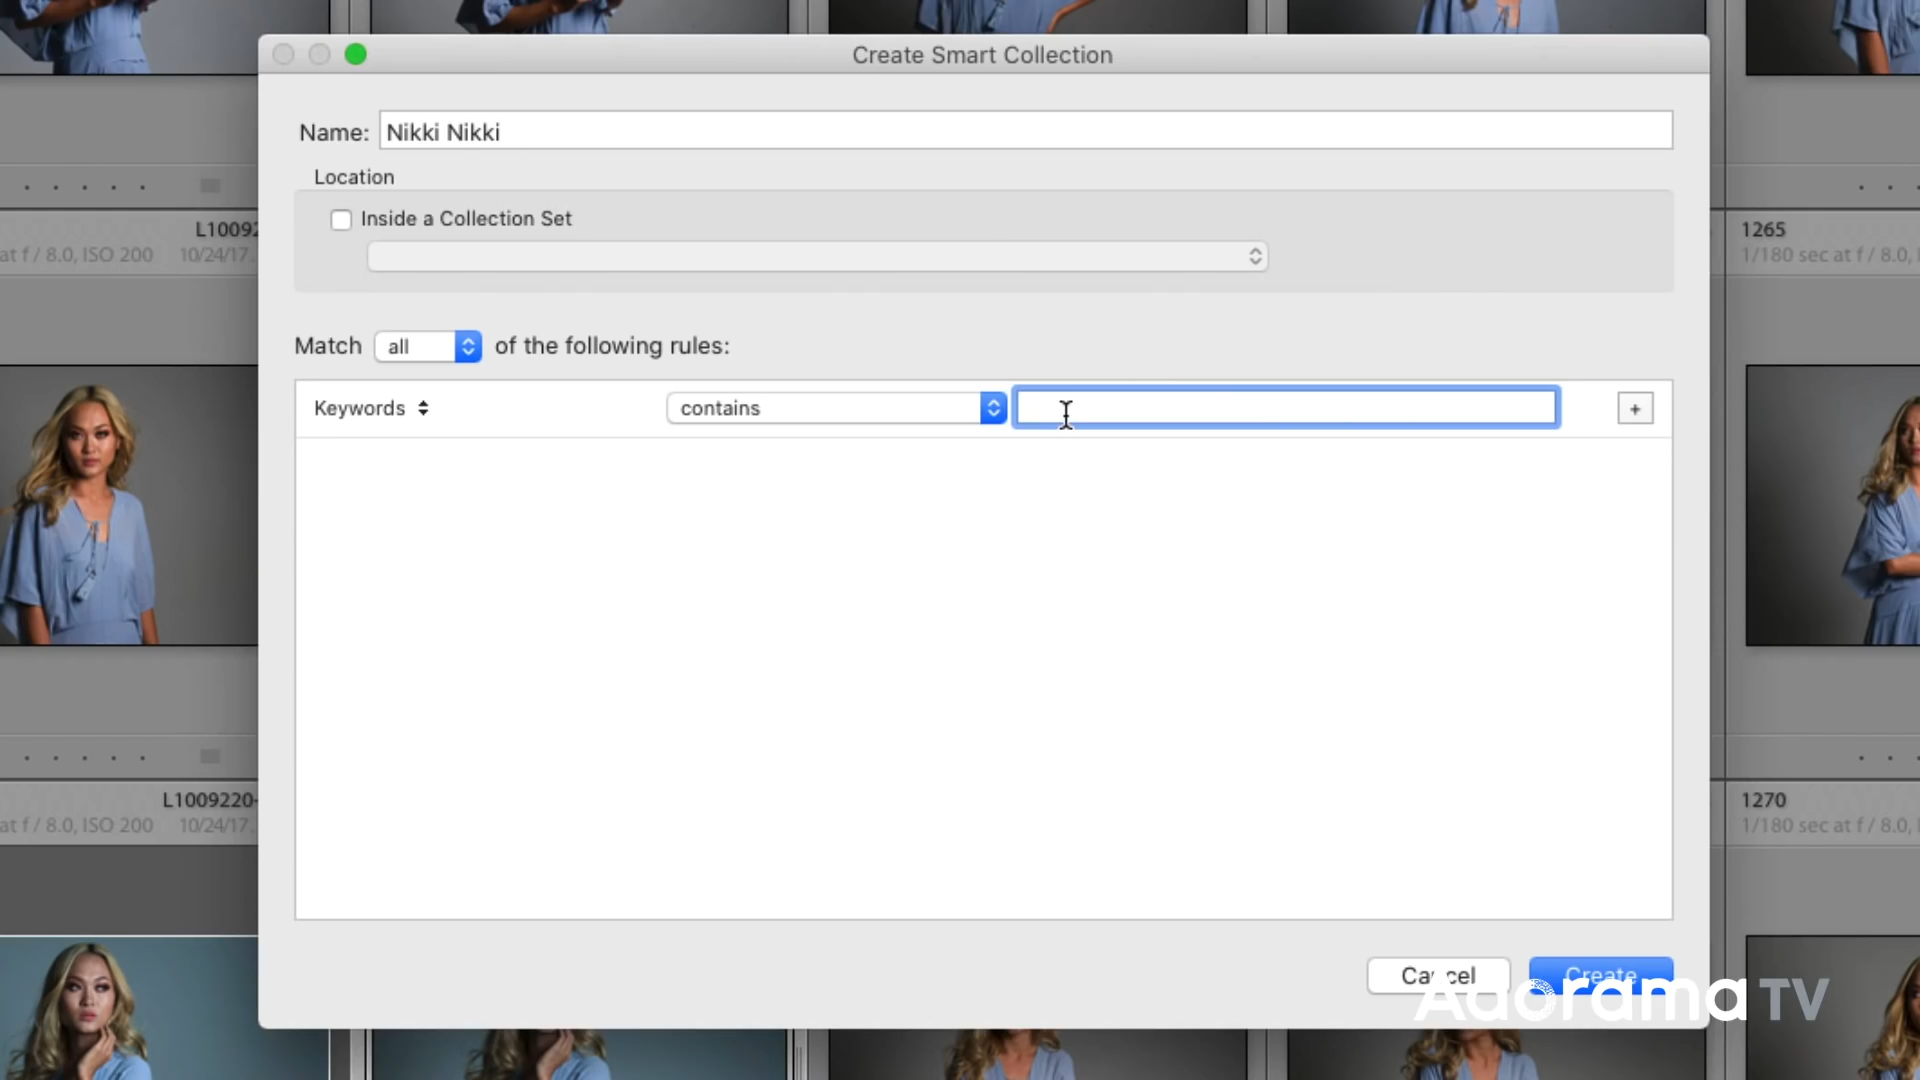 Create Smart Collection
Name: Nikki Nikki
Location
Inside a Collection Set
L10092
at f / 8.0, ISO 200 10/24/17
1265
1/180 sec at f / 8.0,
Match all of the following rules:
Keywords contains +
L1009220-
at f / 8.0, ISO 200 10/24/17
1270
1/180 sec at f / 8.0,
Cancel Create
Adorama TV